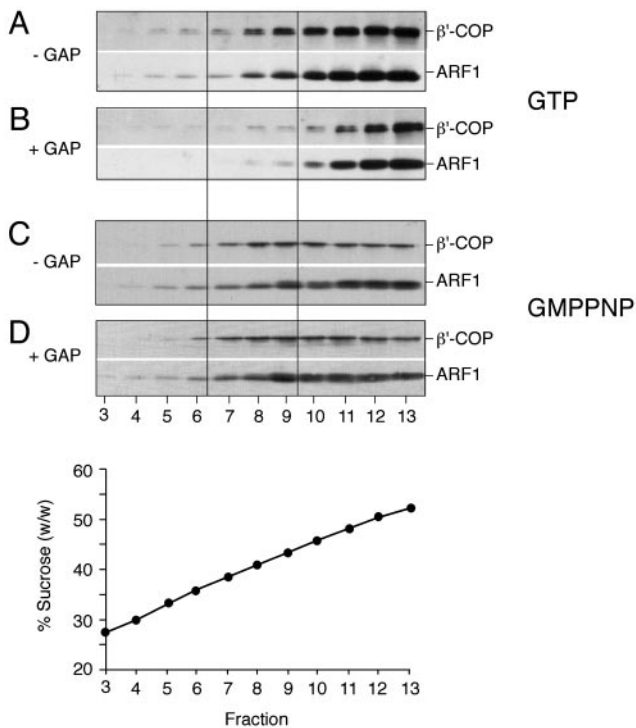 A
- GAP
β'-COP
ARF1
GTP
B
+ GAP
β'-COP
ARF1
C
- GAP
β'-COP
ARF1
GMPPNP
D
+ GAP
β'-COP
ARF1
3 4 5 6 7 8 9 10 11 12 13
% Sucrose (w/w)
60
50
40
30
20
3 4 5 6 7 8 9 10 11 12 13
Fraction